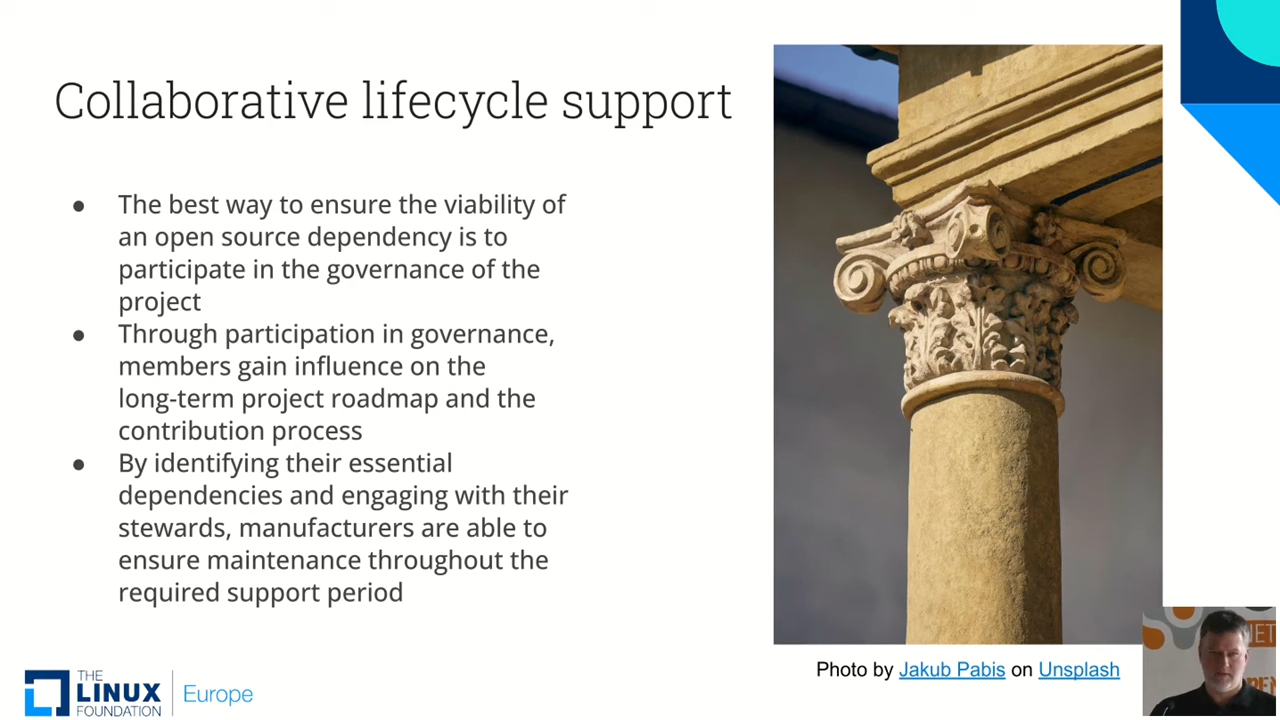 Collaborative lifecycle support
● The best way to ensure the viability of
an open source dependency is to
participate in the governance of the
project
● Through participation in governance,
members gain influence on the
long-term project roadmap and the
contribution process
● By identifying their essential
dependencies and engaging with their
stewards, manufacturers are able to
ensure maintenance throughout the
required support period
Photo by Jakub Pabis on Unsplash
THE
LINUX
FOUNDATION
Europe